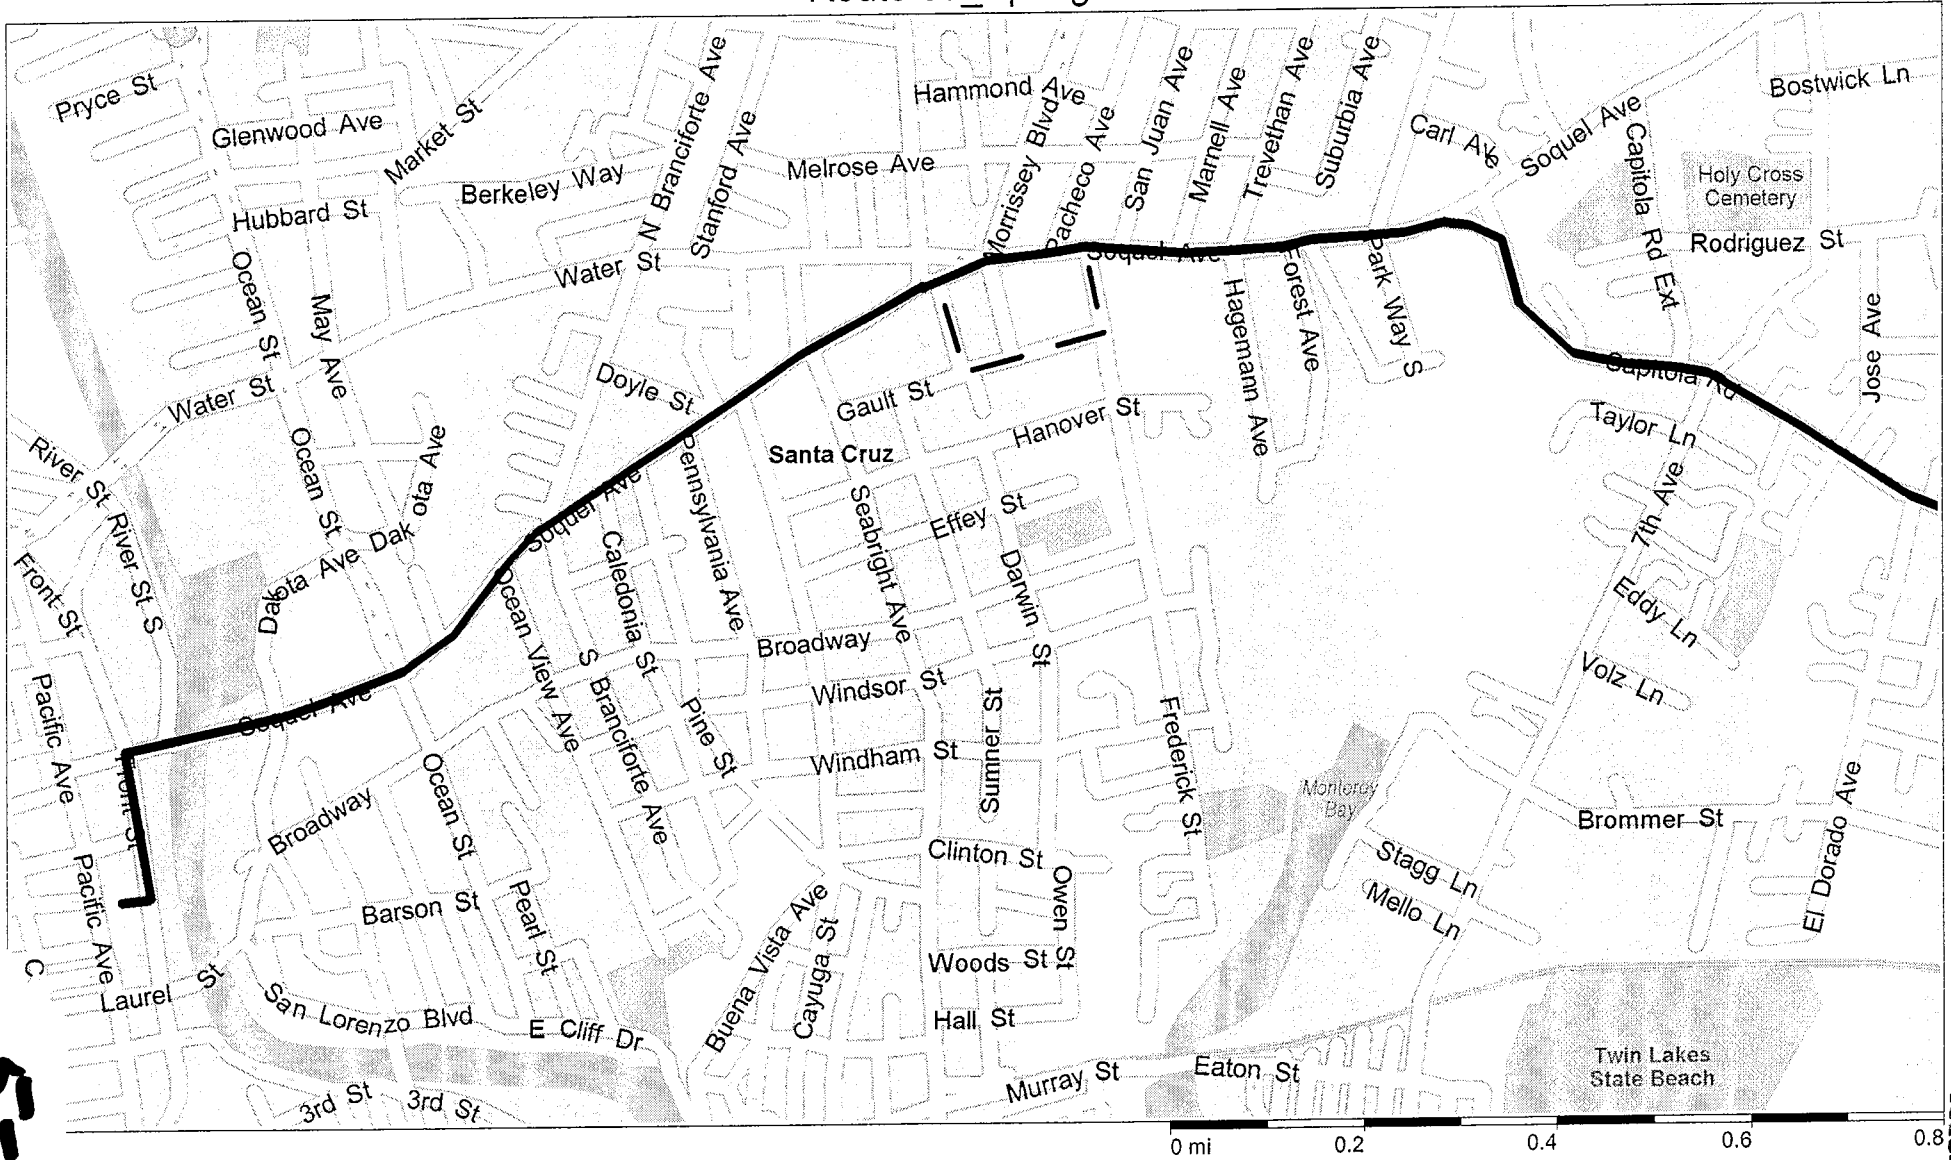 Pryce St
Glenwood Ave
Market St
Hubbard St
Berkeley Way
N Branciforte Ave
Stanford Ave
Melrose Ave
Hammond Ave
Morrissey Blvd
Pacheco Ave
San Juan Ave
Marnell Ave
Trevethan Ave
Suburbia Ave
Carl Ave
Soquel Ave
Capitola Rd Ext
Bostwick Ln
Holy Cross
Cemetery
Rodriguez St
Ocean St
May Ave
Water St
Water St
Soquel Ave
Hagemann Ave
Forest Ave
Park Way S
Jose Ave
Capitola Rd
Taylor Ln
Doyle St
Gault St
Hanover St
Santa Cruz
River St
River St S
Ocean St
Dakota Ave
Dakota Ave
Pennsylvania Ave
Soquel Ave
Seabright Ave
Effey St
Darwin St
7th Ave
Eddy Ln
Volz Ln
Front St
Ocean View Ave
Caledonia St
S Branciforte Ave
Broadway
Windsor St
Windham St
Sumner St
Frederick St
Pacific Ave
Soquel Ave
Front St
Pine St
Ocean St
Broadway
Monterey
Bay
Brommer St
El Dorado Ave
Stagg Ln
Mello Ln
Clinton St
Owen St
Pacific Ave
Barson St
Pearl St
Buena Vista Ave
Cayuga St
Woods St
Hall St
C
Laurel St
San Lorenzo Blvd
E Cliff Dr
3rd St
3rd St
Murray St
Eaton St
Twin Lakes
State Beach
0 mi 0.2 0.4 0.6 0.8